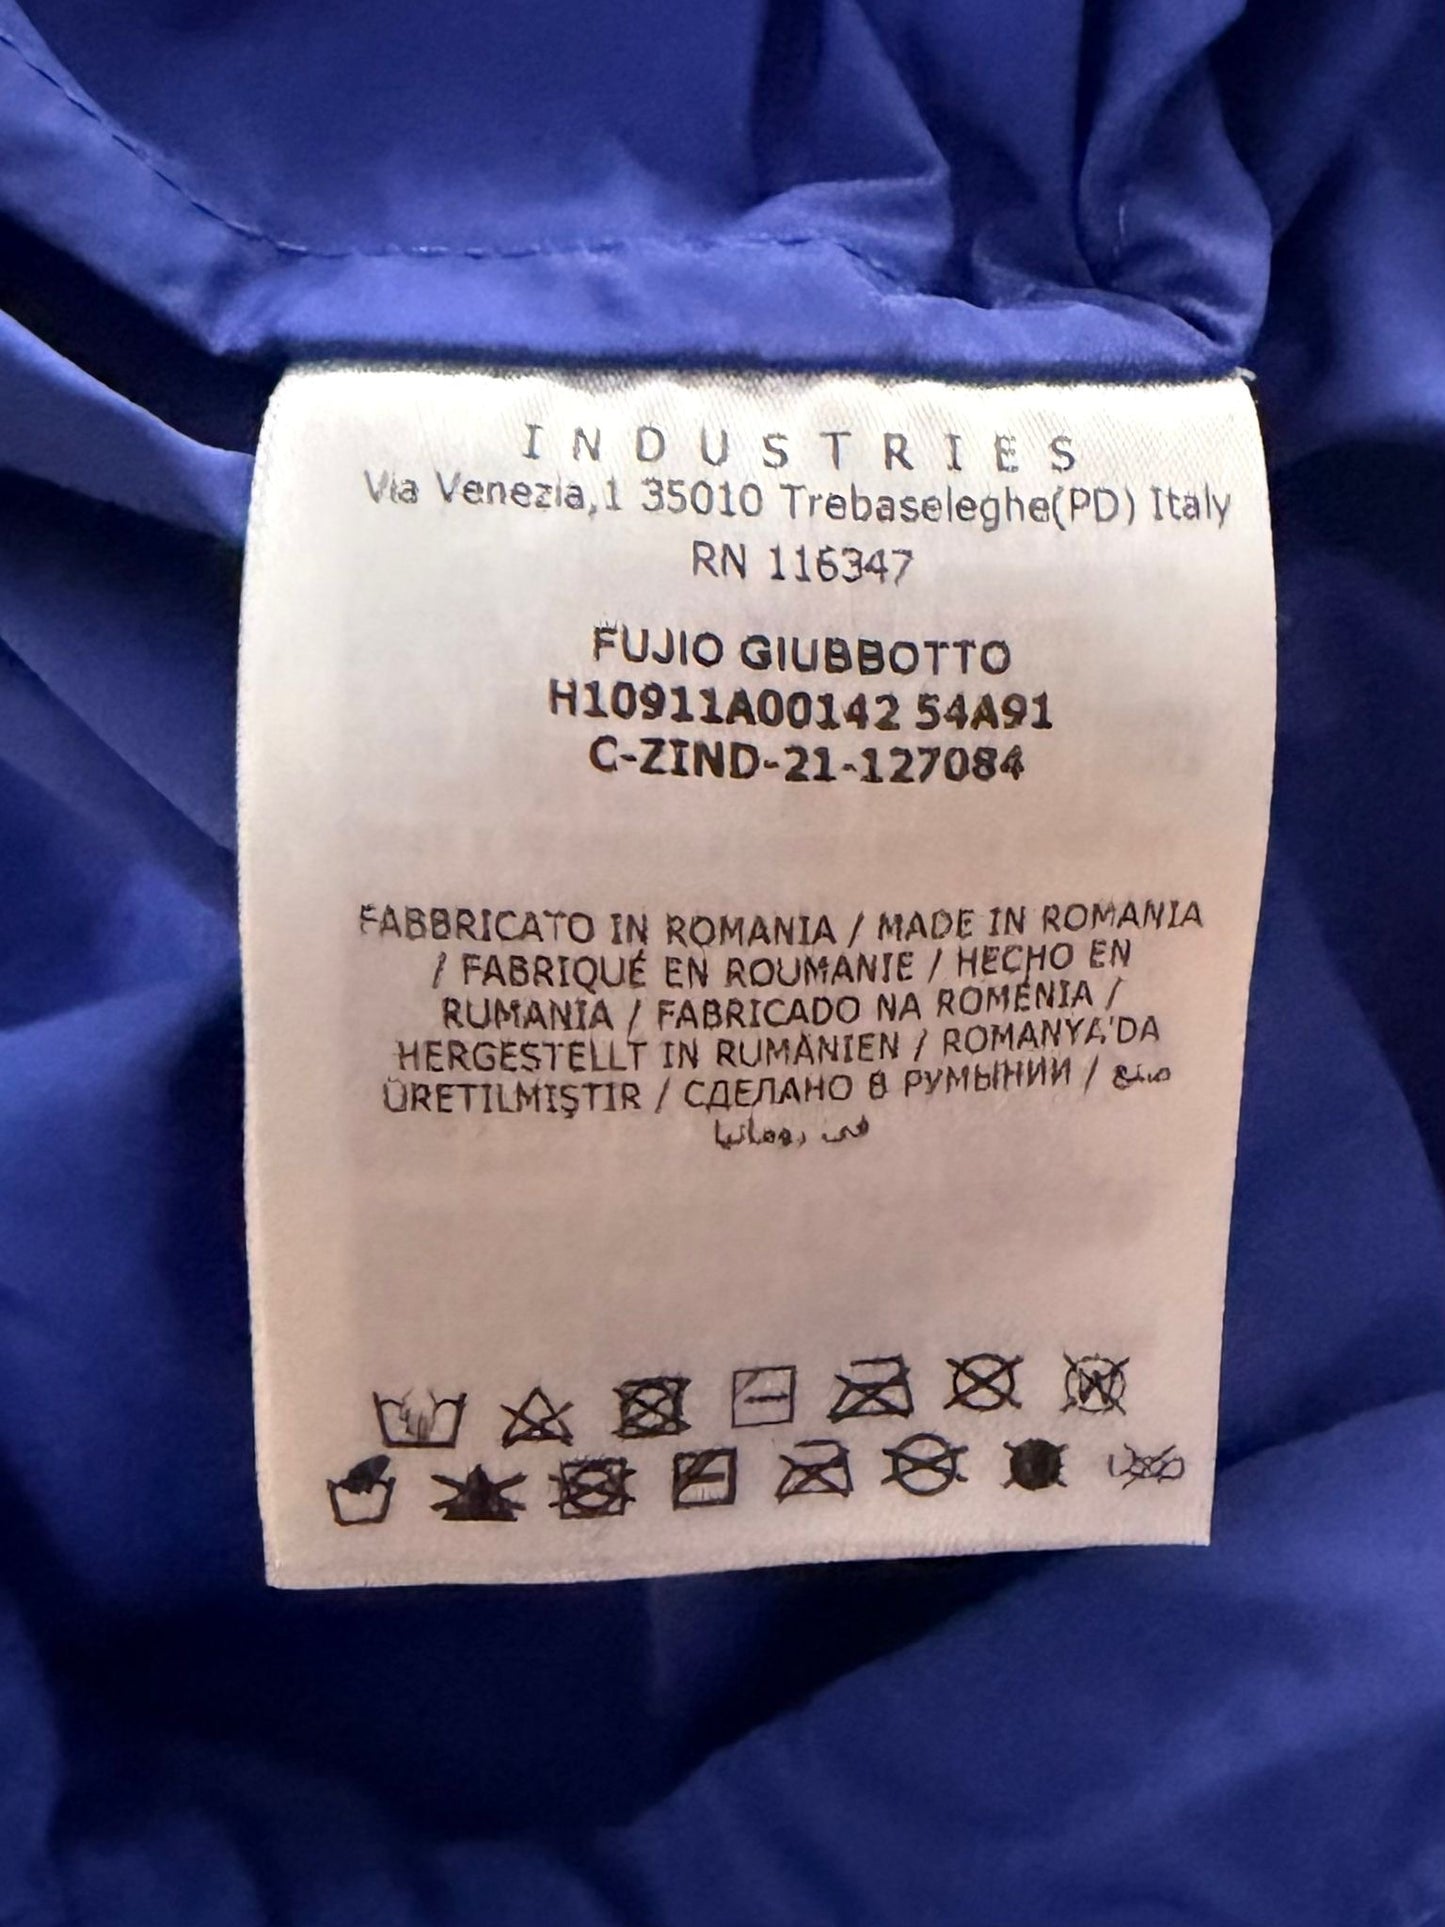 INDUSTRIES
Via Venezia,1 35010 Trebaseleghe(PD) Italy
RN 116347
FUJIO GIUBBOTTO
H10911A00142 54A91
C-ZIND-21-127084
FABBRICATO IN ROMANIA / MADE IN ROMANIA
/ FABRIQUÉ EN ROUMANIE / HECHO EN
RUMANIA / FABRICADO NA ROMÊNIA /
HERGESTELLT IN RUMÄNIEN / ROMANYA'DA
ÜRETILMIŞTIR / СДЕЛАНО В РУМЫНИИ / صنع
في رومانيا